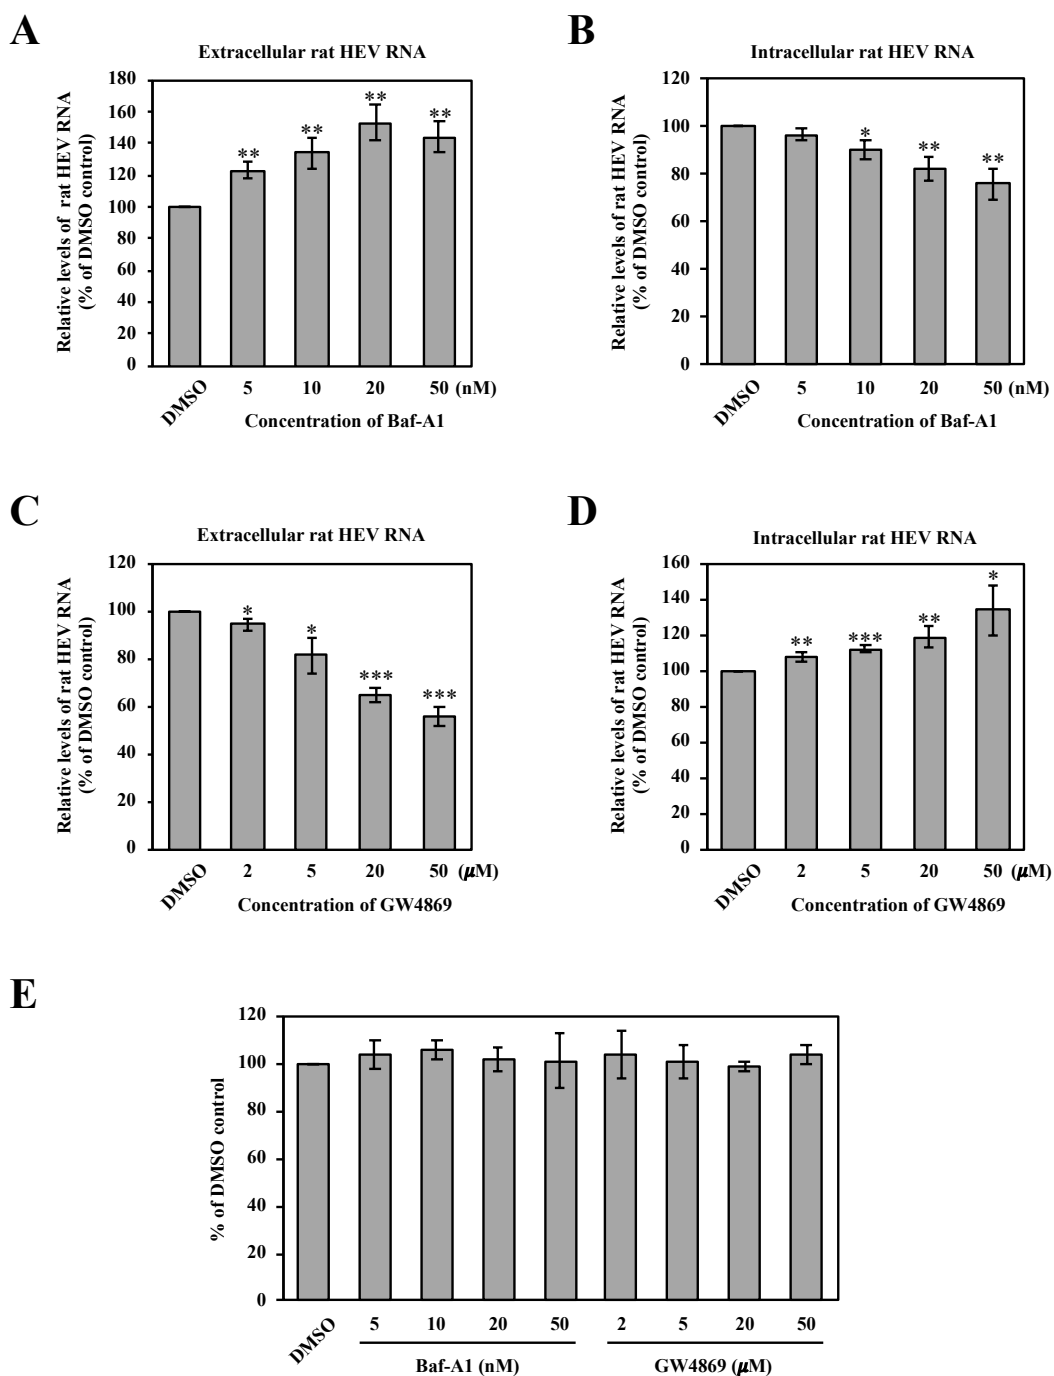 A
Extracellular rat HEV RNA
Relative levels of rat HEV RNA
(% of DMSO control)
180
160
140
120
100
80
60
40
20
0
**
**
**
**
DMSO 5 10 20 50 (nM)
Concentration of Baf-A1
B
Intracellular rat HEV RNA
Relative levels of rat HEV RNA
(% of DMSO control)
120
100
80
60
40
20
0
*
**
**
DMSO 5 10 20 50 (nM)
Concentration of Baf-A1
C
Extracellular rat HEV RNA
Relative levels of rat HEV RNA
(% of DMSO control)
120
100
80
60
40
20
0
*
*
***
***
DMSO 2 5 20 50 (μM)
Concentration of GW4869
D
Intracellular rat HEV RNA
Relative levels of rat HEV RNA
(% of DMSO control)
160
140
120
100
80
60
40
20
0
**
***
**
*
DMSO 2 5 20 50 (μM)
Concentration of GW4869
E
% of DMSO control
120
100
80
60
40
20
0
DMSO 5 10 20 50 2 5 20 50
Baf-A1 (nM) GW4869 (μM)